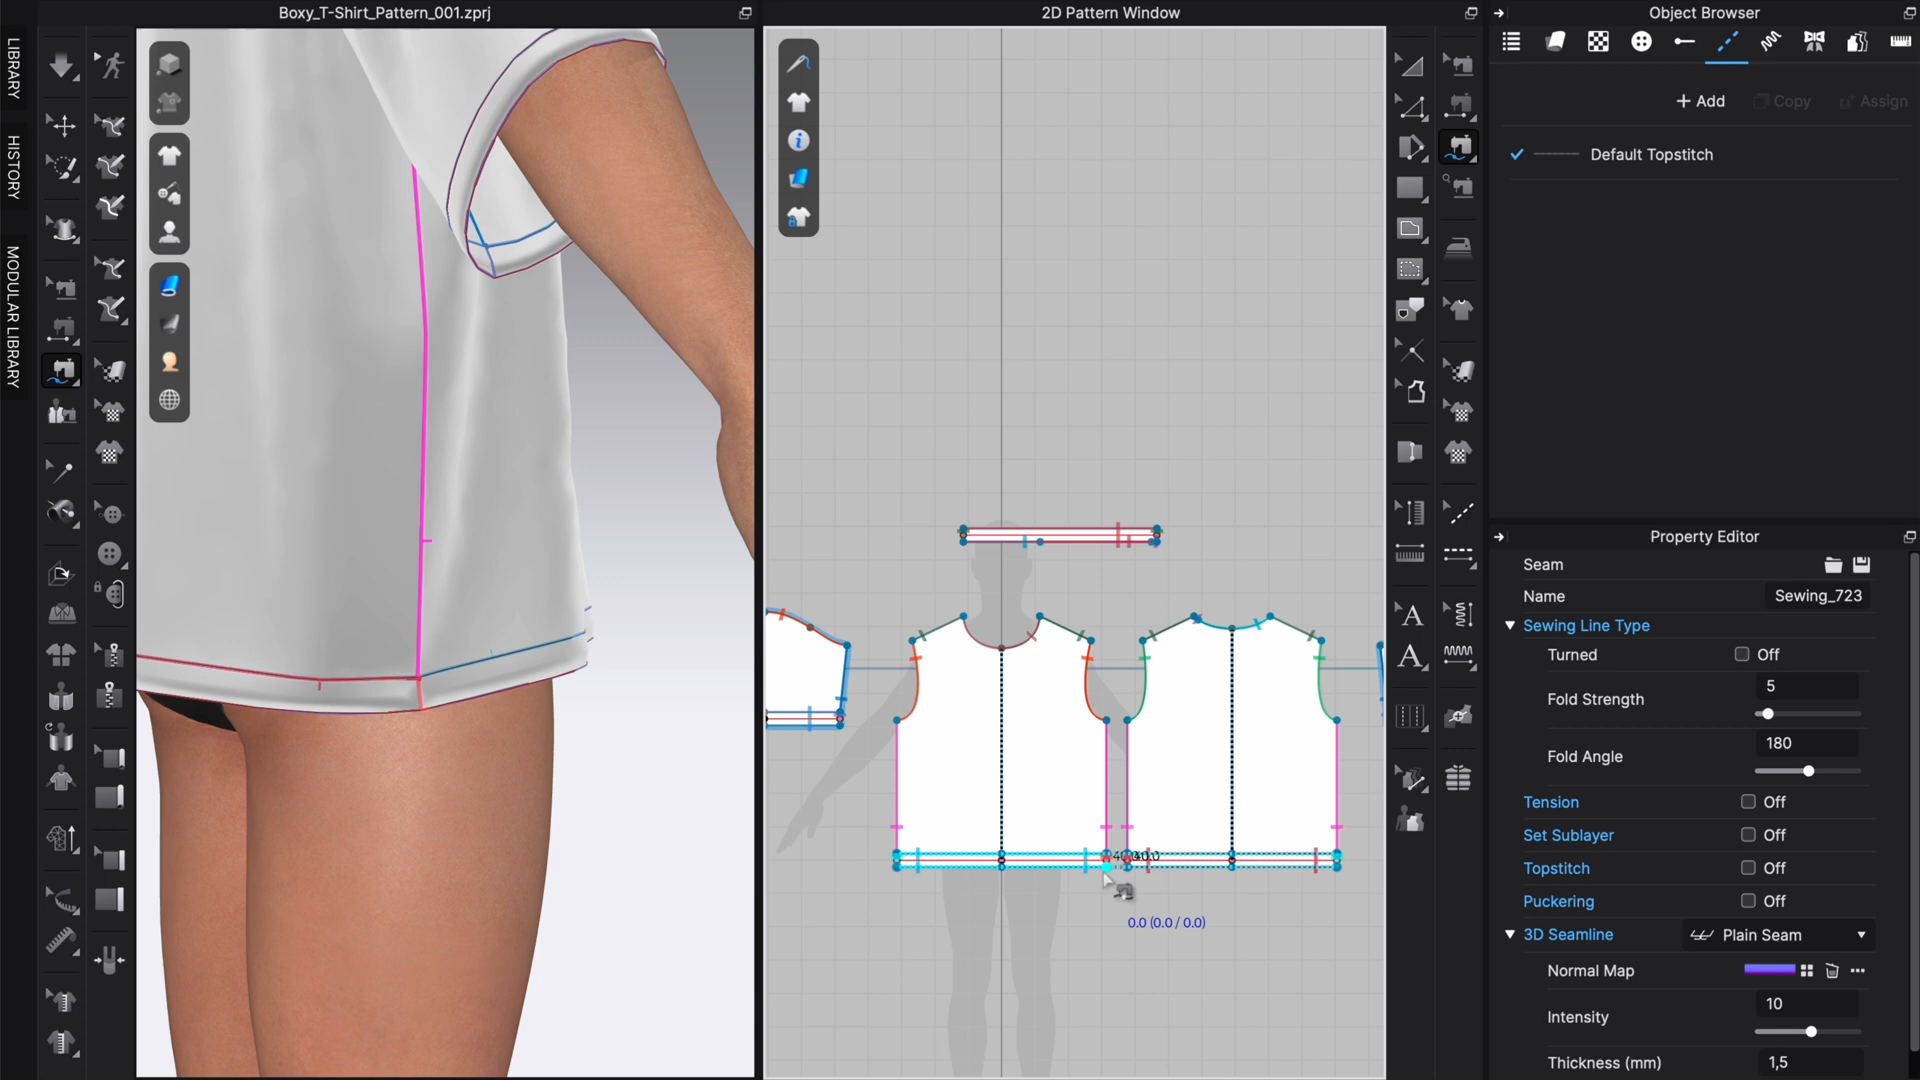 Boxy_T-Shirt_Pattern_001.zprj
2D Pattern Window
Object Browser
LIBRARY
HISTORY
MODULAR LIBRARY
+ Add
Copy
Assign
Default Topstitch
Property Editor
Seam
Name
Sewing_723
Sewing Line Type
Turned
Off
Fold Strength
5
Fold Angle
180
Tension
Off
Set Sublayer
Off
Topstitch
Off
Puckering
Off
3D Seamline
Plain Seam
Normal Map
Intensity
10
Thickness (mm)
1,5
0.0 (0.0 / 0.0)
A
A